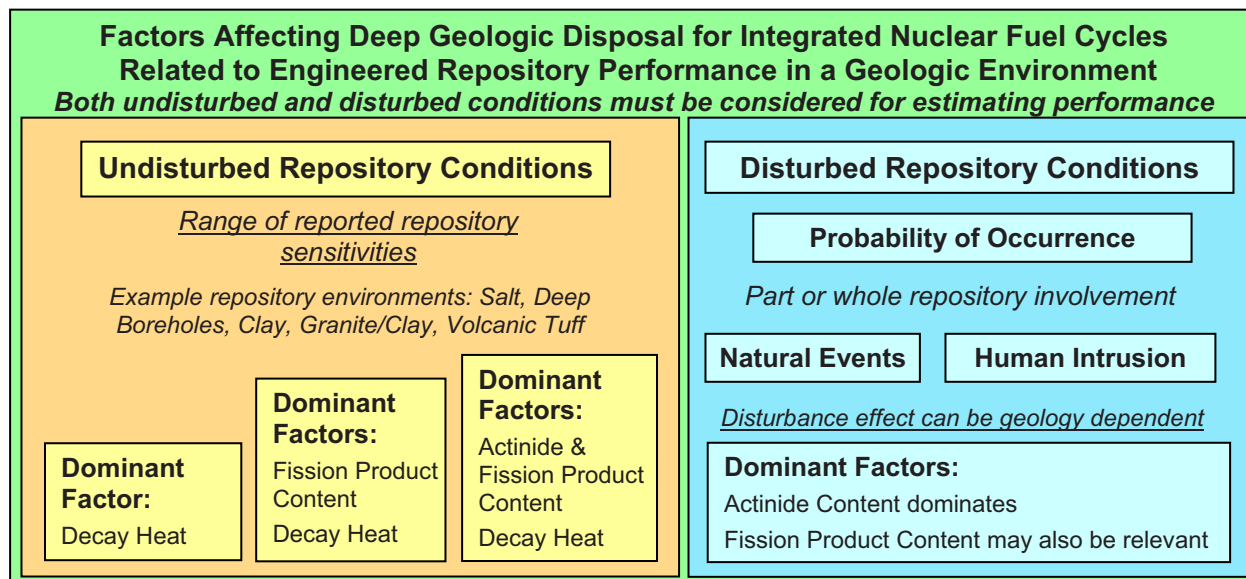 Factors Affecting Deep Geologic Disposal for Integrated Nuclear Fuel Cycles
Related to Engineered Repository Performance in a Geologic Environment
Both undisturbed and disturbed conditions must be considered for estimating performance
Undisturbed Repository Conditions
Range of reported repository
sensitivities
Example repository environments: Salt, Deep
Boreholes, Clay, Granite/Clay, Volcanic Tuff
Dominant
Factor:
Decay Heat
Dominant
Factors:
Fission Product
Content
Decay Heat
Dominant
Factors:
Actinide &
Fission Product
Content
Decay Heat
Disturbed Repository Conditions
Probability of Occurrence
Part or whole repository involvement
Natural Events
Human Intrusion
Disturbance effect can be geology dependent
Dominant Factors:
Actinide Content dominates
Fission Product Content may also be relevant